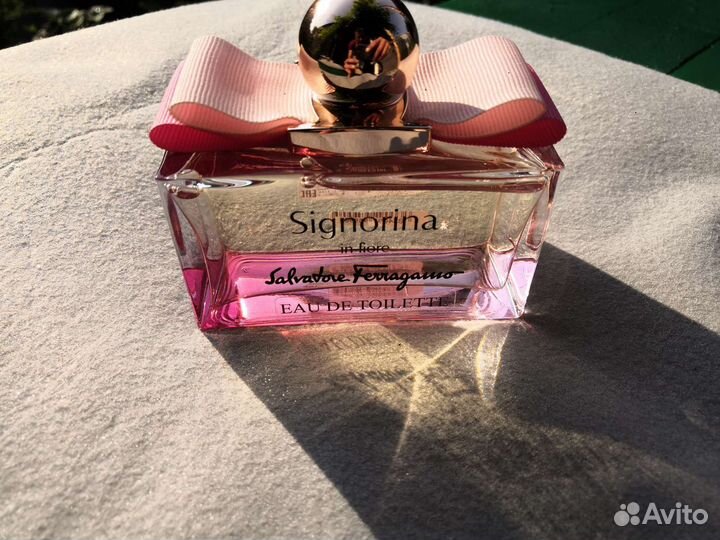 Signorina
in fiore
Salvatore Ferragamo
EAU DE TOILETTE
Avito